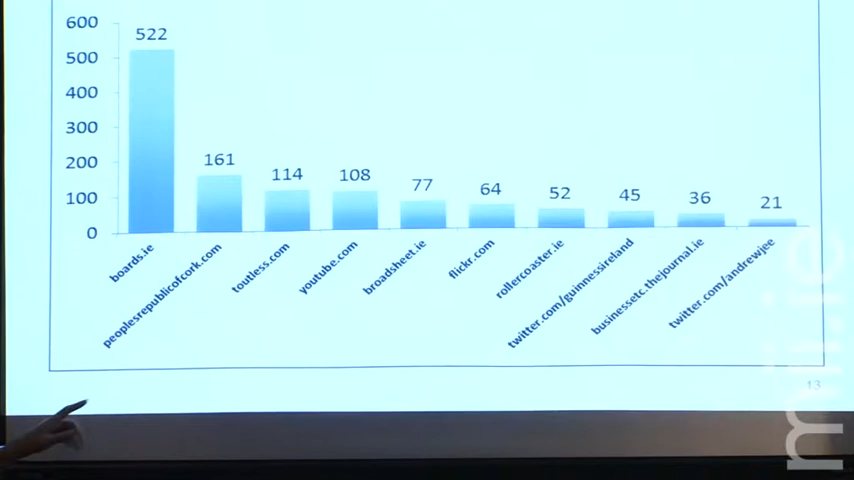 600
500
400
300
200
100
0
522
161
114
108
77
64
52
45
36
21
boards.ie
peoplesrepublicofcork.com
toutless.com
youtube.com
broadsheet.ie
flickr.com
rollercoaster.ie
twitter.com/guinnessireland
businessetc.thejournal.ie
twitter.com/andrewjee
13